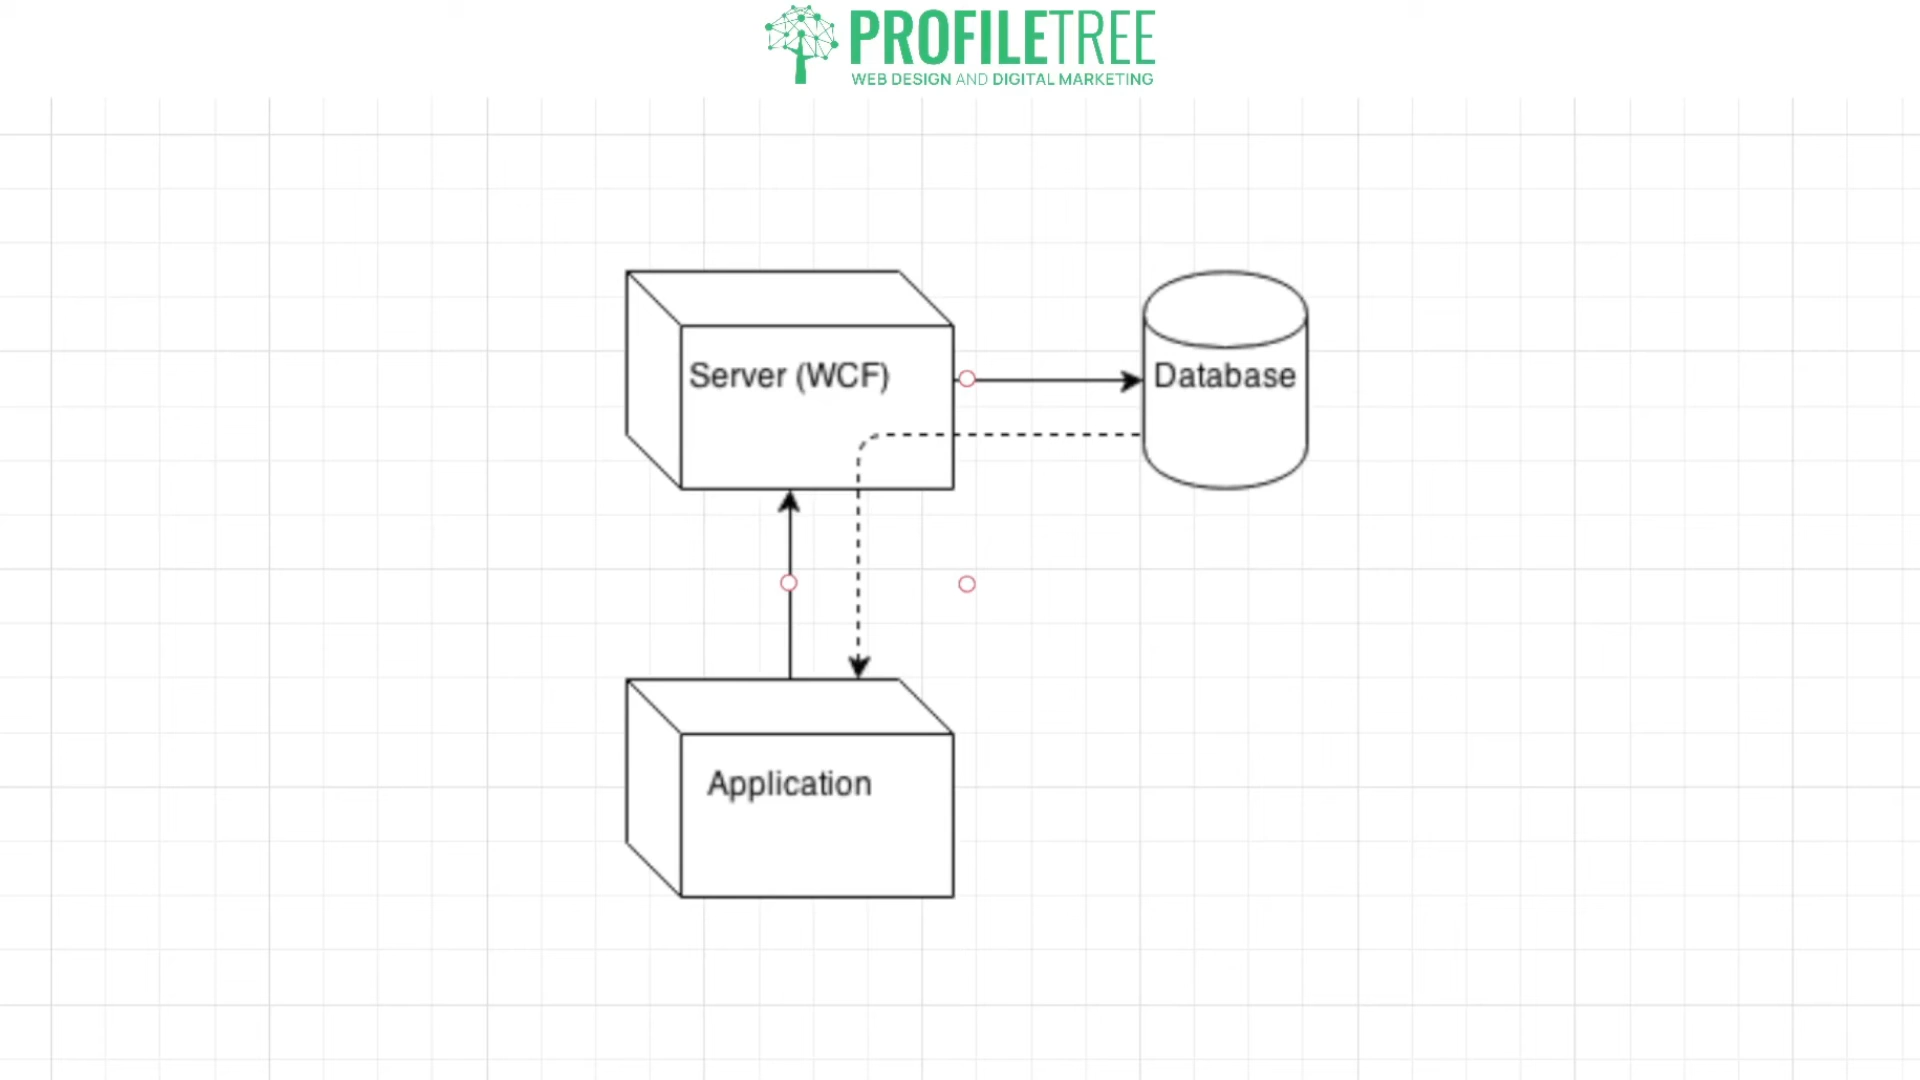 PROFILETREE
WEB DESIGN AND DIGITAL MARKETING
Server (WCF)
Database
Application